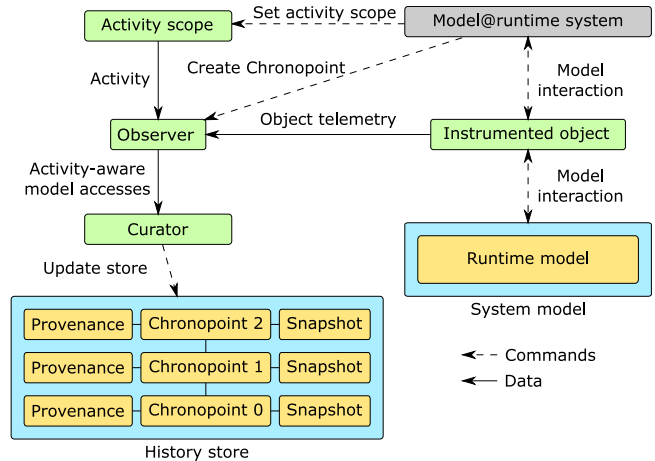 Activity scope
Set activity scope
Model@runtime system
Activity
Create Chronopoint
Model
interaction
Observer
Object telemetry
Instrumented object
Activity-aware
model accesses
Model
interaction
Curator
Update store
Runtime model
System model
Provenance
Chronopoint 2
Snapshot
Provenance
Chronopoint 1
Snapshot
Provenance
Chronopoint 0
Snapshot
History store
Commands
Data